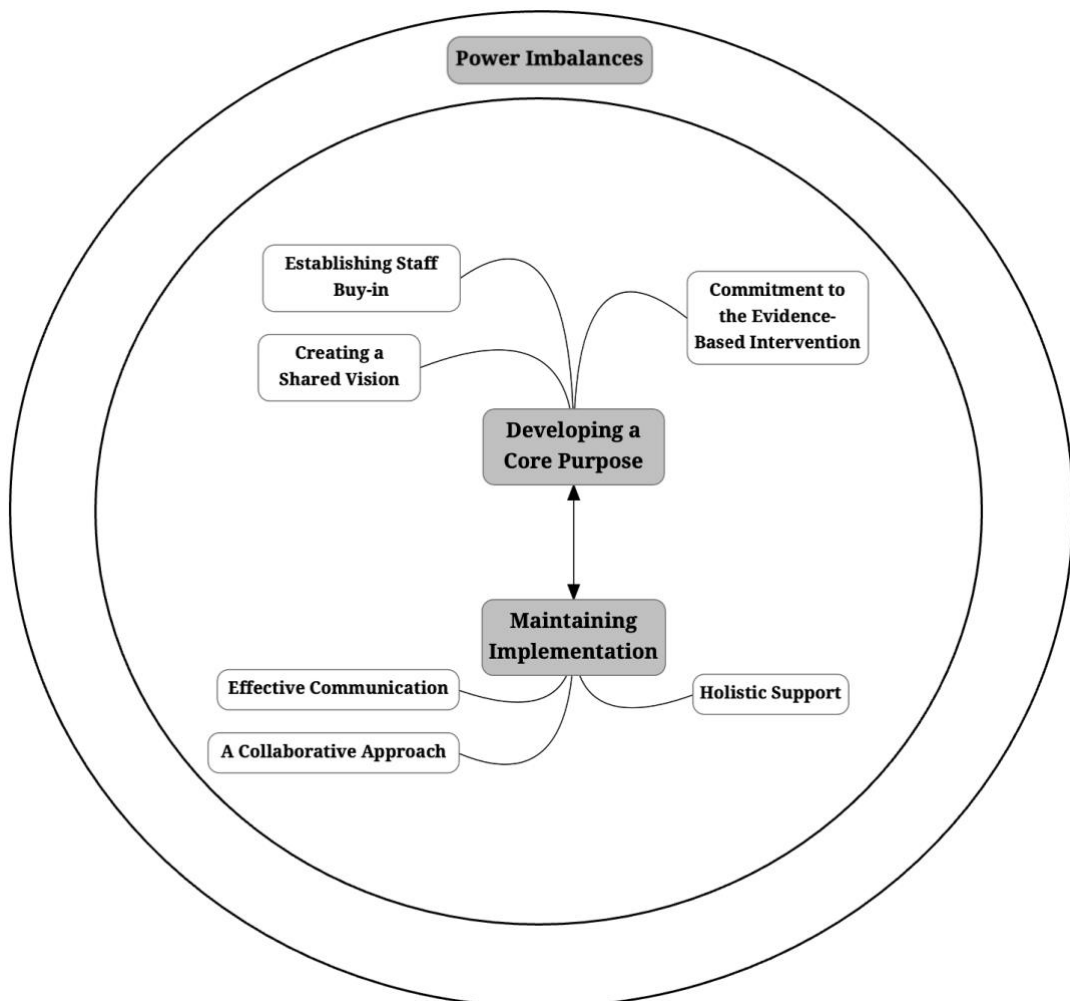 Power Imbalances
Establishing Staff
Buy-in
Commitment to
the Evidence-
Based Intervention
Creating a
Shared Vision
Developing a
Core Purpose
Maintaining
Implementation
Effective Communication
Holistic Support
A Collaborative Approach